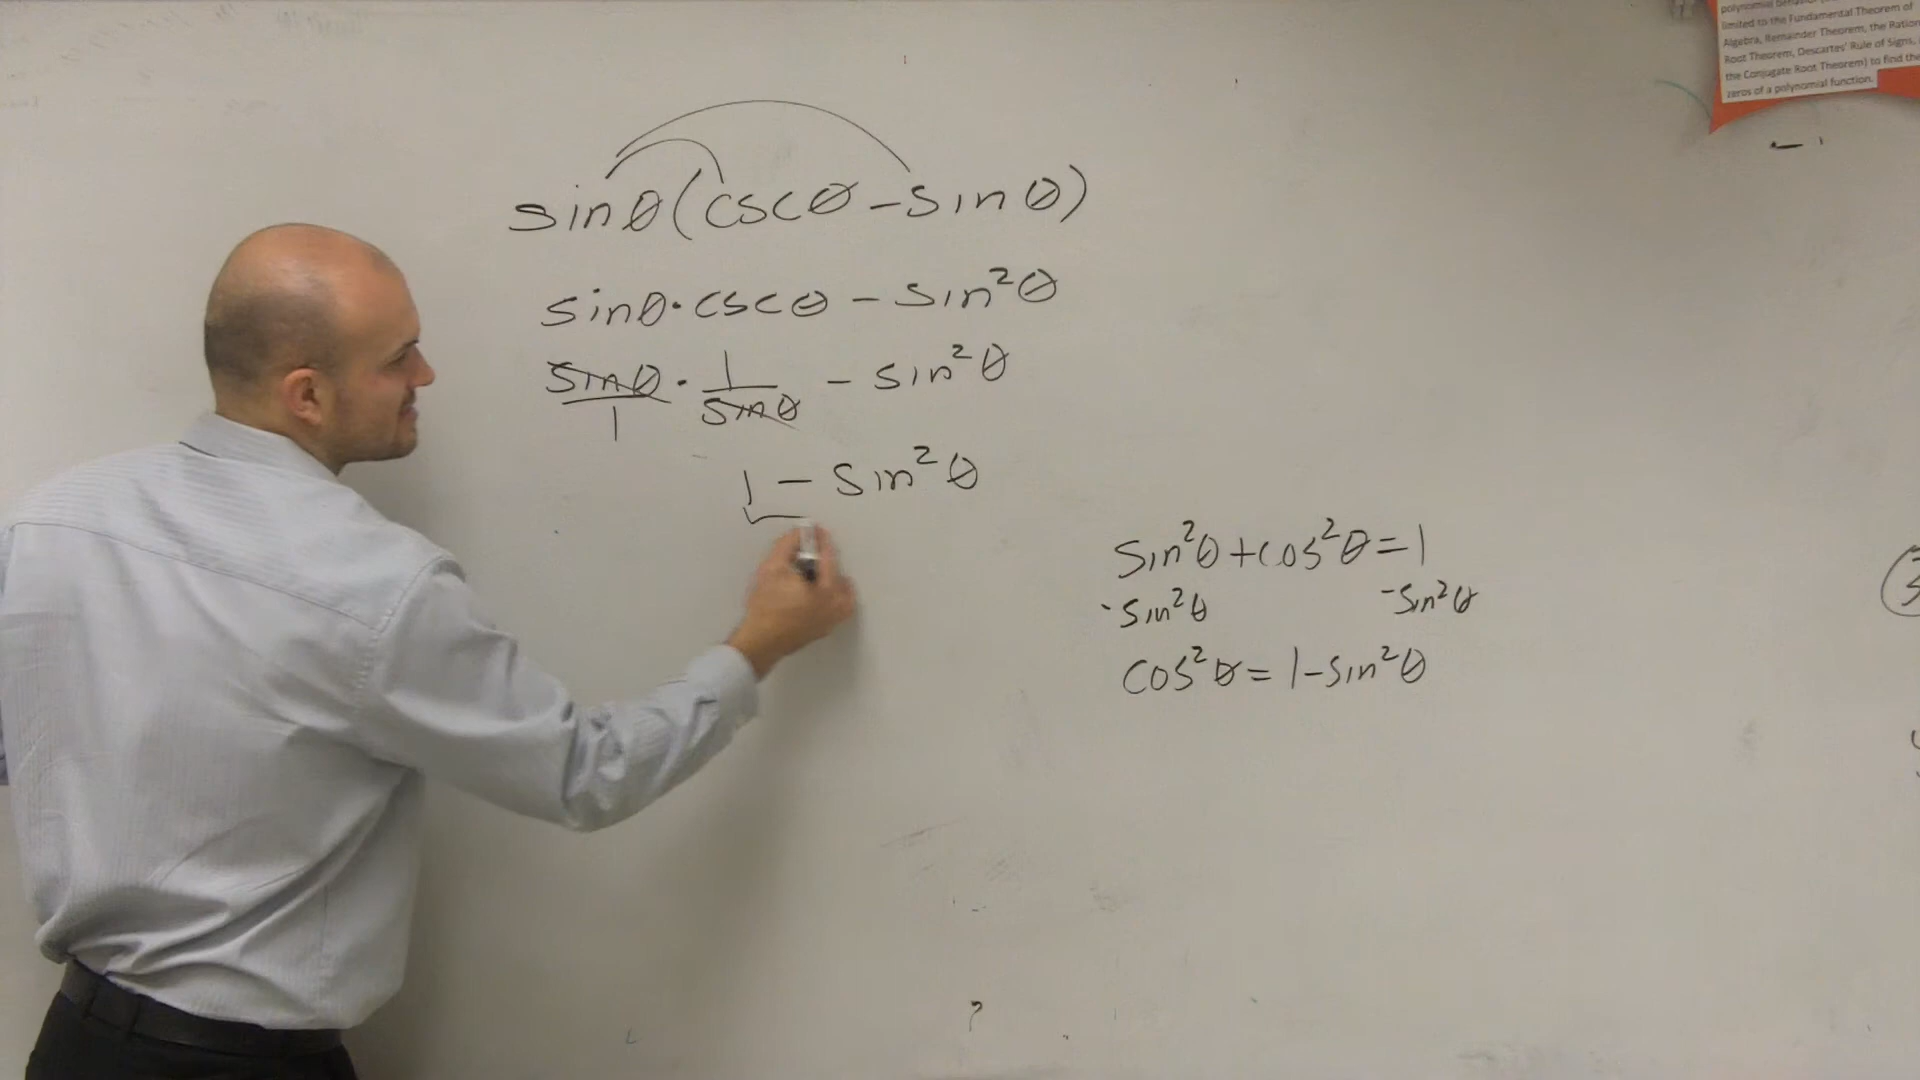 polynomial
limited to the Fundamental Theorem of
Algebra, Remainder Theorem, the Ration
Root Theorem, Descartes' Rule of Signs,
the Conjugate Root Theorem) to find the
zeros of a polynomial function.
sinθ(cscθ - sinθ)
sinθ·cscθ - sin²θ
sinθ/1 · 1/sinθ - sin²θ
1 - sin²θ
sin²θ+cos²θ=1
-sin²θ -sin²θ
cos²θ=1-sin²θ